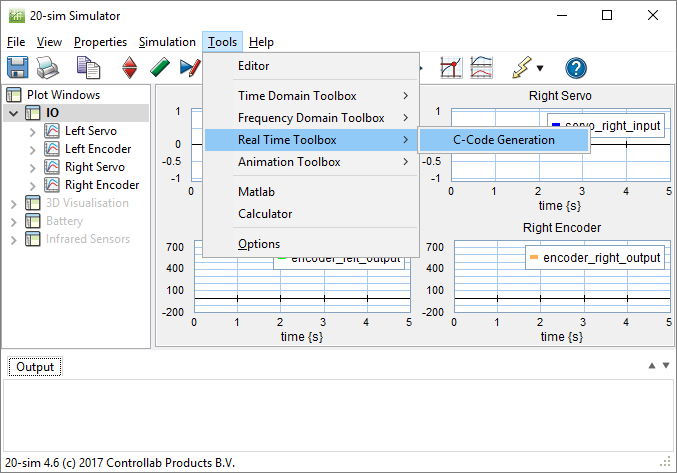 20-sim Simulator
File View Properties Simulation Tools Help
Editor
Time Domain Toolbox
Frequency Domain Toolbox
Real Time Toolbox
C-Code Generation
Animation Toolbox
Matlab
Calculator
Options
Plot Windows
IO
Left Servo
Left Encoder
Right Servo
Right Encoder
3D Visualisation
Battery
Infrared Sensors
Right Servo
servo_right_input
1
0
-0.5
-1
1
0
-0.5
-1
0 1 2 3 4 5
time {s}
Right Encoder
encoder_left_output
encoder_right_output
700
400
100
-200
0 1 2 3 4 5
time {s}
700
400
100
-200
0 1 2 3 4 5
time {s}
Output
20-sim 4.6 (c) 2017 Controllab Products B.V.